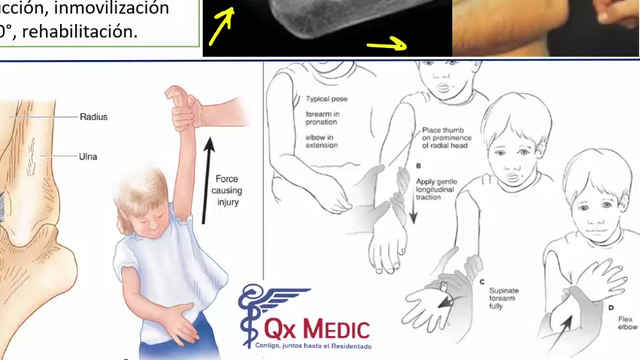 inmovilización
0°, rehabilitación.
Radius
Ulna
Force
causing
injury
Typical pose
forearm in
pronation
elbow in
extension
Place thumb
on prominence
of radial head
B
Apply gentle
longitudinal
traction
C
Supinate
forearm
fully
D
Flex
elbow
Qx MEDIC
Contigo, juntos hasta el Residentado